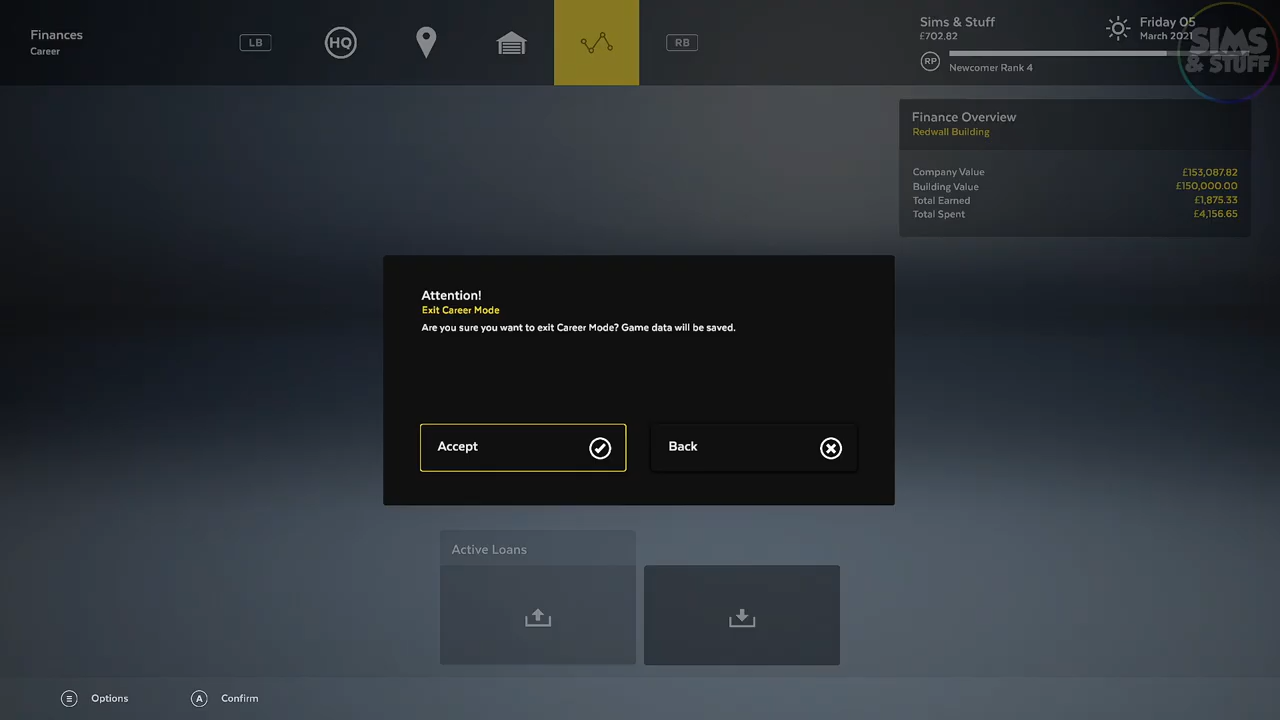 Finances
Career
LB
HQ
RB
Sims & Stuff
£702.82
RP
Newcomer Rank 4
Friday 05
March 2021
SIMS
& STUFF
Finance Overview
Redwall Building
Company Value £153,087.82
Building Value £150,000.00
Total Earned £1,875.33
Total Spent £4,156.65
Attention!
Exit Career Mode
Are you sure you want to exit Career Mode? Game data will be saved.
Accept
Back
Active Loans
Options
A
Confirm